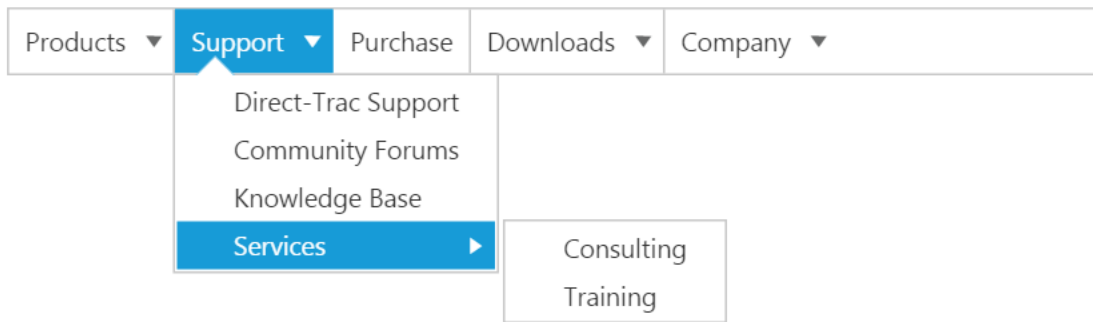 Products Support Purchase Downloads Company
Direct-Trac Support
Community Forums
Knowledge Base
Services
Consulting
Training